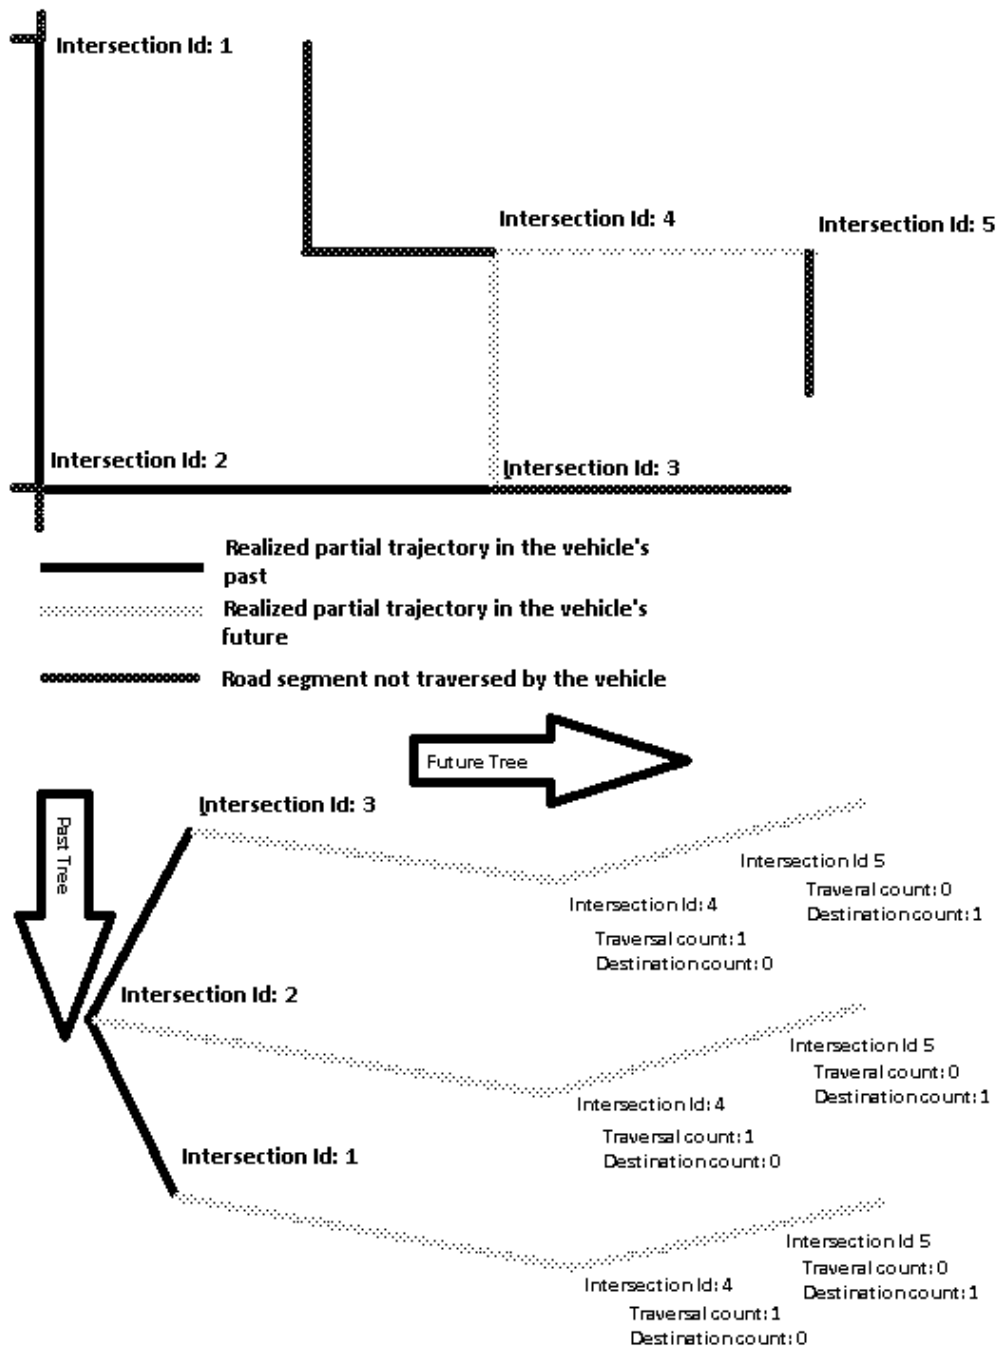 Intersection Id: 1
Intersection Id: 4
Intersection Id: 5
Intersection Id: 2
Intersection Id: 3
Realized partial trajectory in the vehicle's
past
Realized partial trajectory in the vehicle's
future
Road segment not traversed by the vehicle
Future Tree
Past Tree
Intersection Id: 3
Intersection Id 5
Traveral count: 0
Destination count: 1
Intersection Id: 4
Traversal count: 1
Destination count: 0
Intersection Id: 2
Intersection Id 5
Traveral count: 0
Destination count: 1
Intersection Id: 4
Traversal count: 1
Destination count: 0
Intersection Id: 1
Intersection Id 5
Traveral count: 0
Destination count: 1
Intersection Id: 4
Traversal count: 1
Destination count: 0